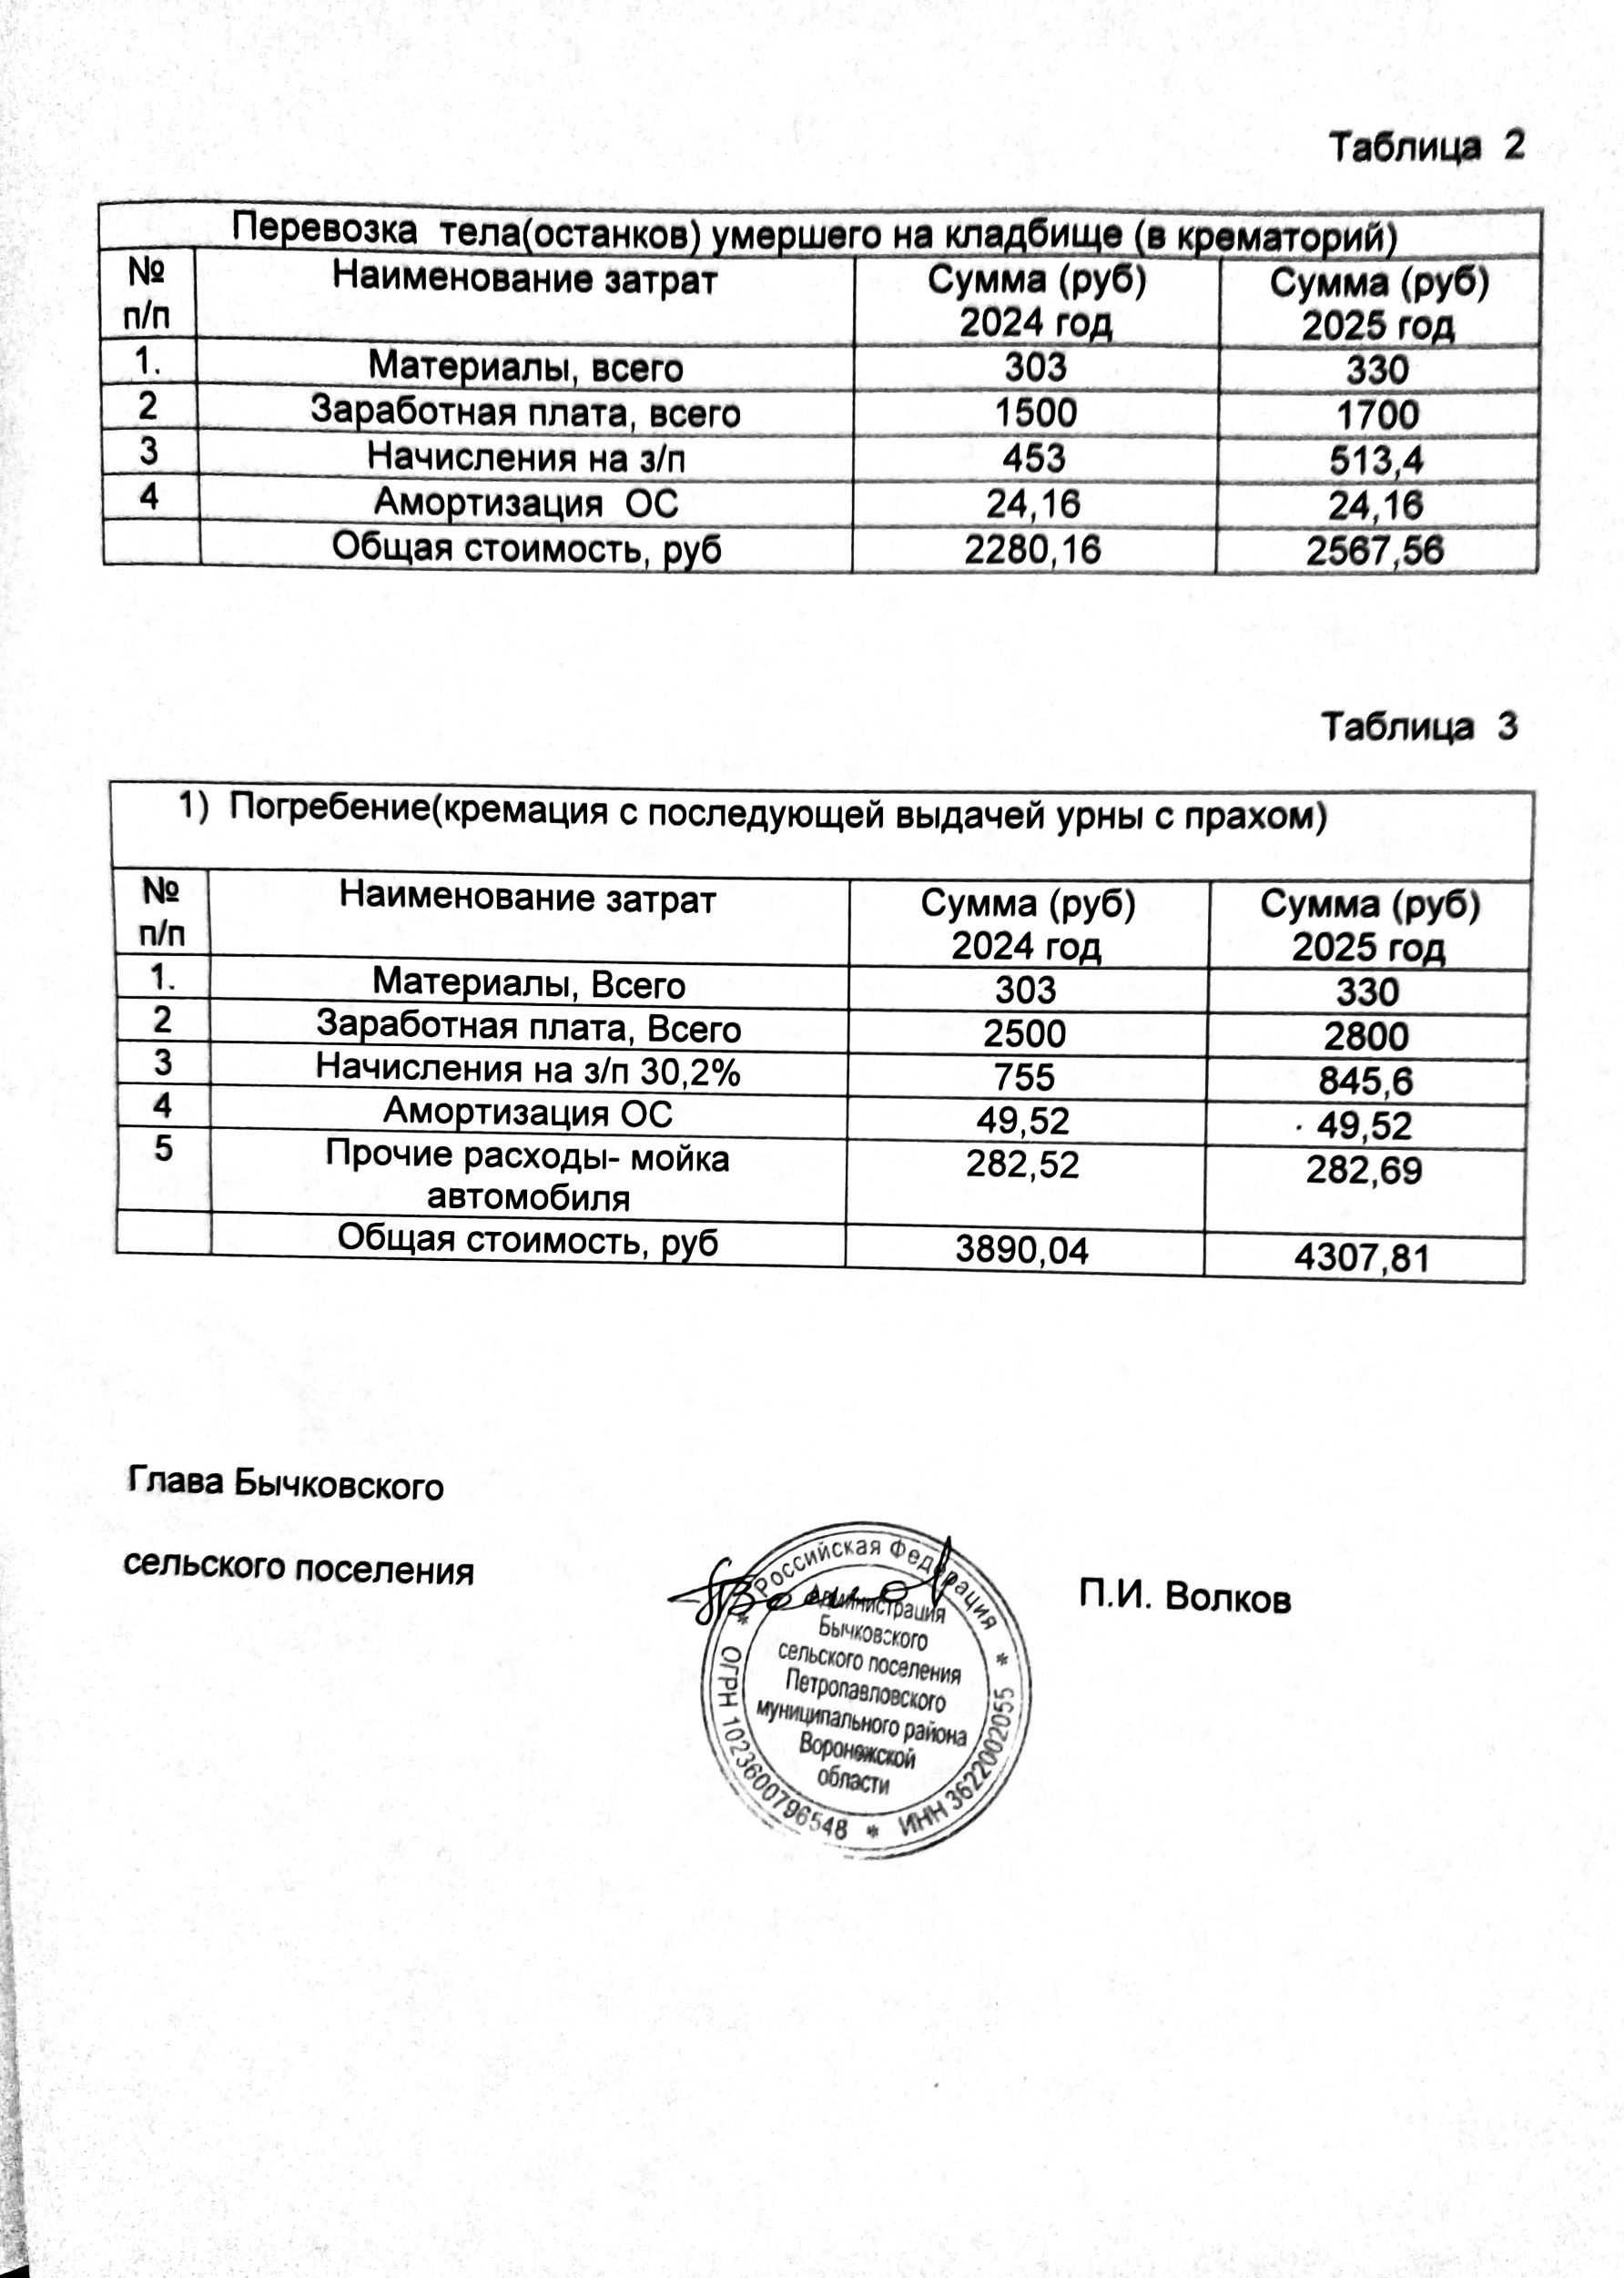 Таблица 2
Перевозка тела(останков) умершего на кладбище (в крематорий)
№ п/п Наименование затрат Сумма (руб) 2024 год Сумма (руб) 2025 год
1. Материалы, всего 303 330
2 Заработная плата, всего 1500 1700
3 Начисления на з/п 453 513,4
4 Амортизация ОС 24,16 24,16
Общая стоимость, руб 2280,16 2567,56
Таблица 3
1) Погребение(кремация с последующей выдачей урны с прахом)
№ п/п Наименование затрат Сумма (руб) 2024 год Сумма (руб) 2025 год
1. Материалы, Всего 303 330
2 Заработная плата, Всего 2500 2800
3 Начисления на з/п 30,2% 755 845,6
4 Амортизация ОС 49,52 49,52
5 Прочие расходы- мойка автомобиля 282,52 282,69
Общая стоимость, руб 3890,04 4307,81
Глава Бычковского
сельского поселения
П.И. Волков
Российская Федерация
администрация
Бычковского
сельского поселения
Петропавловского
муниципального района
Воронежской
области
ОГРН 1023600796548 * ИНН 3622002055 *